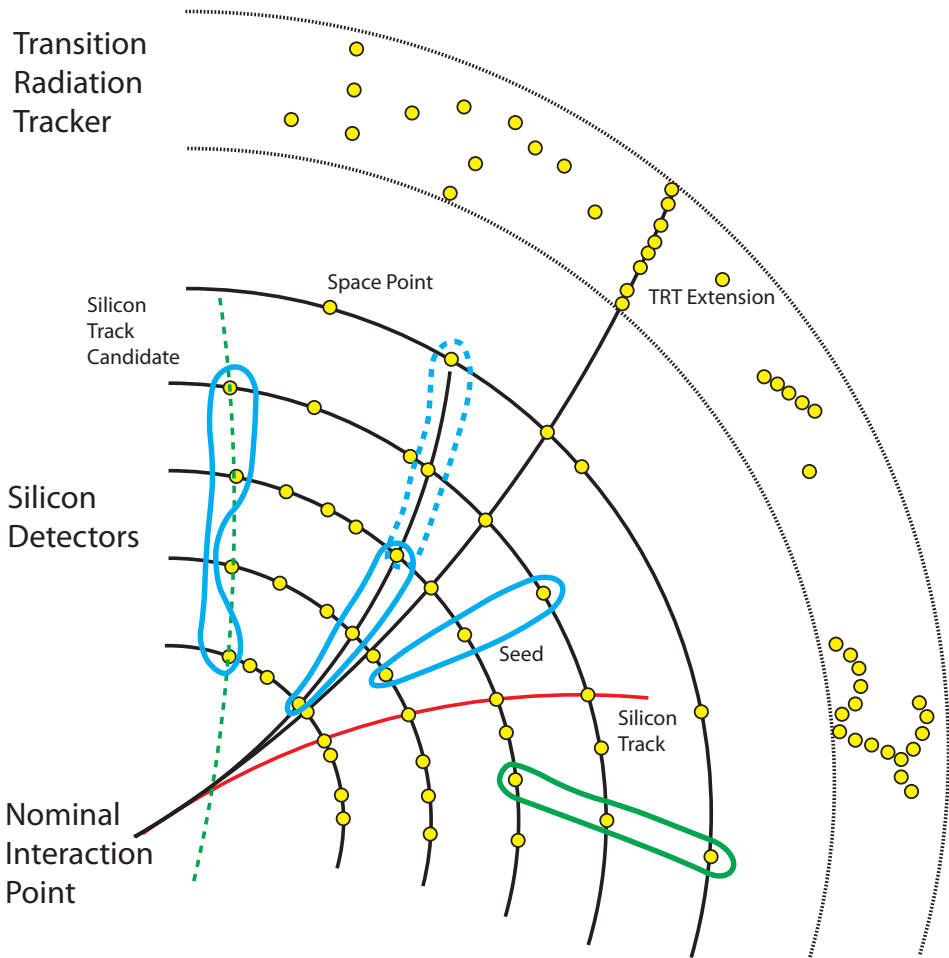 Transition
Radiation
Tracker
Space Point
TRT Extension
Silicon
Track
Candidate
Silicon
Detectors
Seed
Silicon
Track
Nominal
Interaction
Point